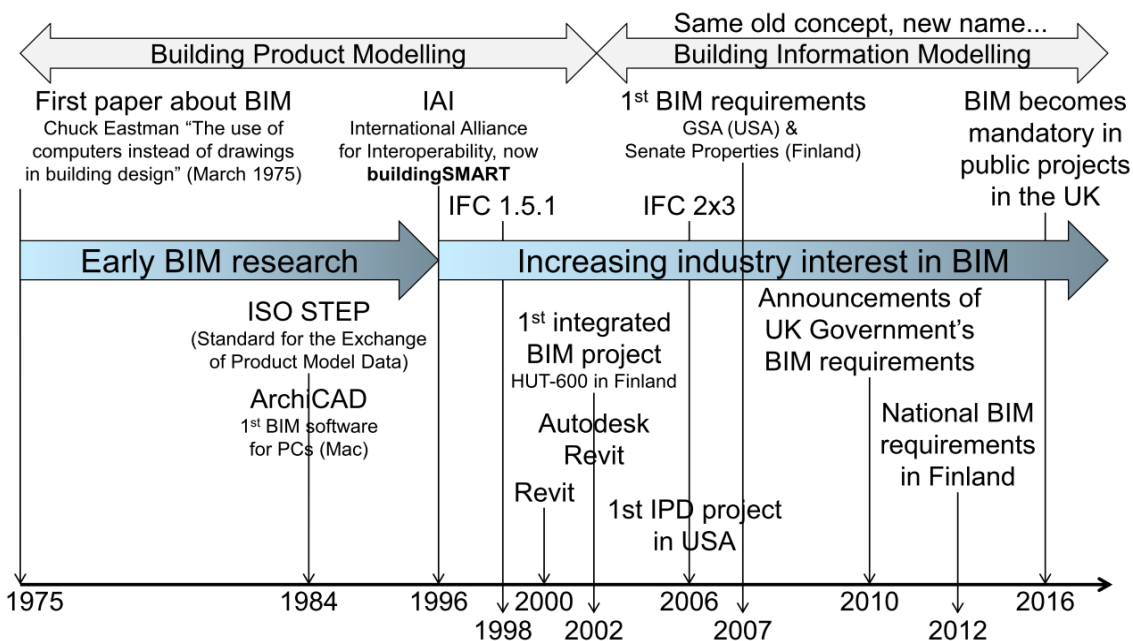 Same old concept, new name...
Building Product Modelling
Building Information Modelling
First paper about BIM
Chuck Eastman “The use of
computers instead of drawings
in building design” (March 1975)
IAI
International Alliance
for Interoperability, now
buildingSMART
1st BIM requirements
GSA (USA) &
Senate Properties (Finland)
BIM becomes
mandatory in
public projects
in the UK
IFC 1.5.1
IFC 2x3
Early BIM research
Increasing industry interest in BIM
ISO STEP
(Standard for the Exchange
of Product Model Data)
ArchiCAD
1st BIM software
for PCs (Mac)
1st integrated
BIM project
HUT-600 in Finland
Autodesk
Revit
Revit
1st IPD project
in USA
Announcements of
UK Government’s
BIM requirements
National BIM
requirements
in Finland
1975
1984
1996
1998
2000
2002
2006
2007
2010
2012
2016